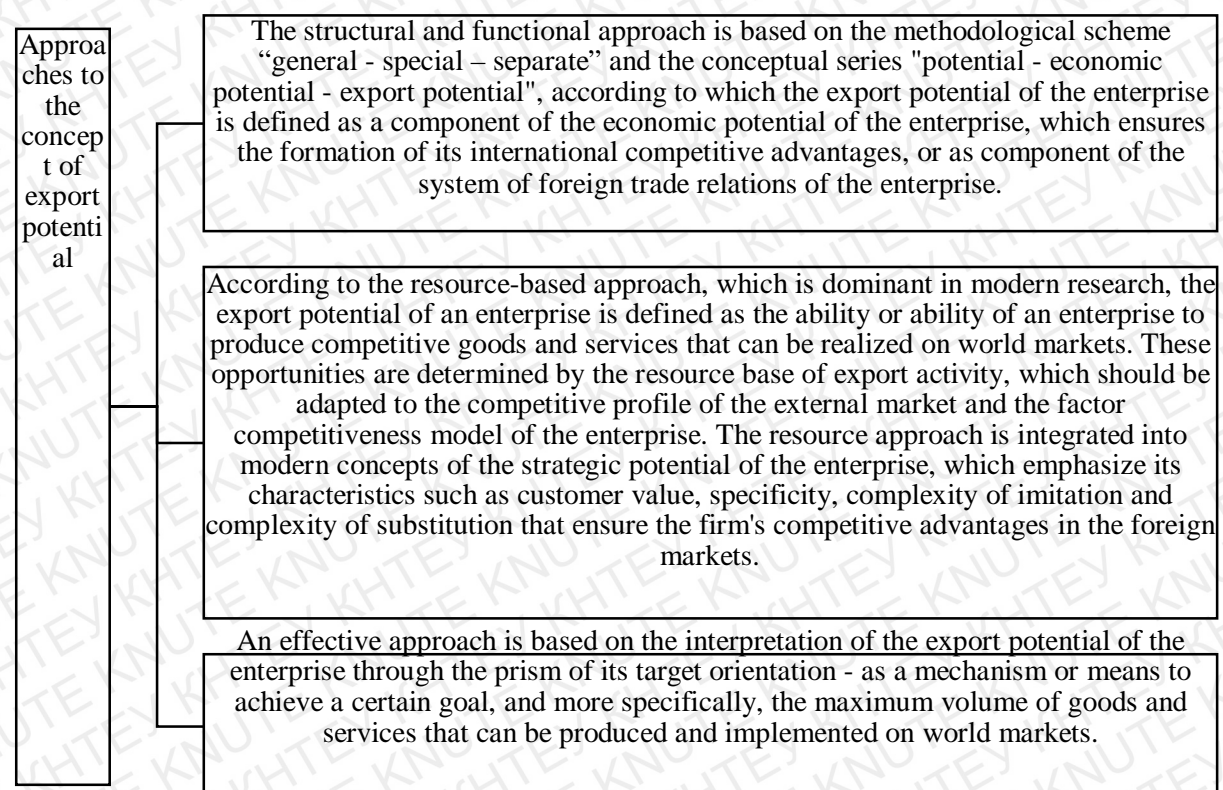 Approa
ches to
the
concep
t of
export
potenti
al
The structural and functional approach is based on the methodological scheme
“general - special – separate” and the conceptual series "potential - economic
potential - export potential", according to which the export potential of the enterprise
is defined as a component of the economic potential of the enterprise, which ensures
the formation of its international competitive advantages, or as component of the
system of foreign trade relations of the enterprise.
According to the resource-based approach, which is dominant in modern research, the
export potential of an enterprise is defined as the ability or ability of an enterprise to
produce competitive goods and services that can be realized on world markets. These
opportunities are determined by the resource base of export activity, which should be
adapted to the competitive profile of the external market and the factor
competitiveness model of the enterprise. The resource approach is integrated into
modern concepts of the strategic potential of the enterprise, which emphasize its
characteristics such as customer value, specificity, complexity of imitation and
complexity of substitution that ensure the firm's competitive advantages in the foreign
markets.
An effective approach is based on the interpretation of the export potential of the
enterprise through the prism of its target orientation - as a mechanism or means to
achieve a certain goal, and more specifically, the maximum volume of goods and
services that can be produced and implemented on world markets.